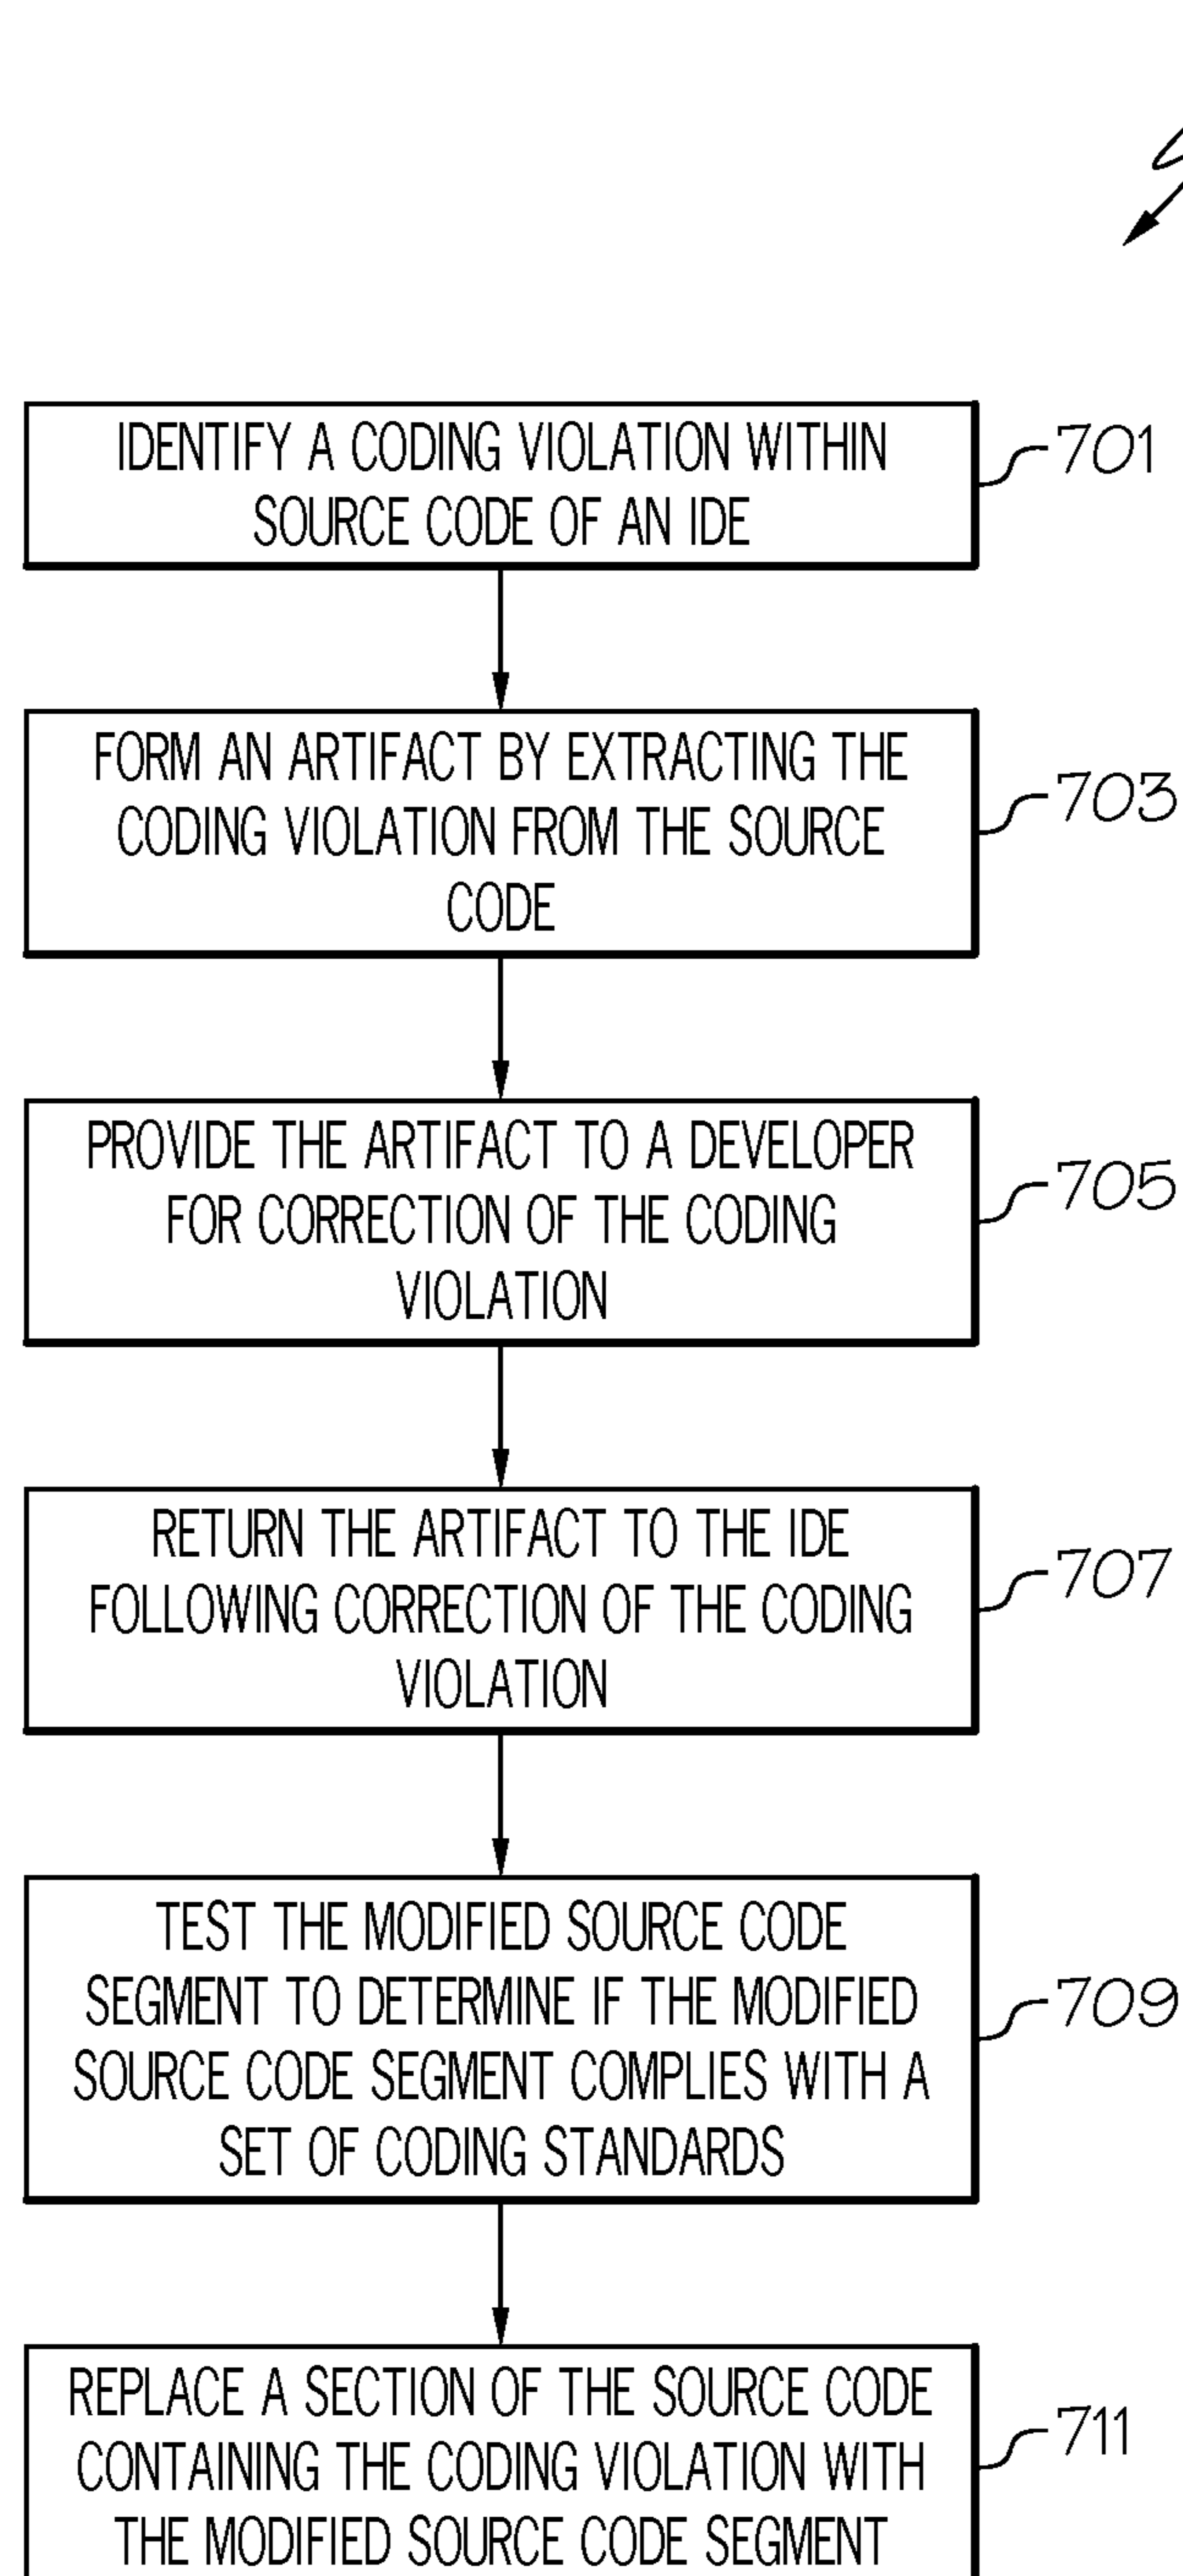 IDENTIFY A CODING VIOLATION WITHIN
SOURCE CODE OF AN IDE
701
FORM AN ARTIFACT BY EXTRACTING THE
CODING VIOLATION FROM THE SOURCE
CODE
703
PROVIDE THE ARTIFACT TO A DEVELOPER
FOR CORRECTION OF THE CODING
VIOLATION
705
RETURN THE ARTIFACT TO THE IDE
FOLLOWING CORRECTION OF THE CODING
VIOLATION
707
TEST THE MODIFIED SOURCE CODE
SEGMENT TO DETERMINE IF THE MODIFIED
SOURCE CODE SEGMENT COMPLIES WITH A
SET OF CODING STANDARDS
709
REPLACE A SECTION OF THE SOURCE CODE
CONTAINING THE CODING VIOLATION WITH
THE MODIFIED SOURCE CODE SEGMENT
711